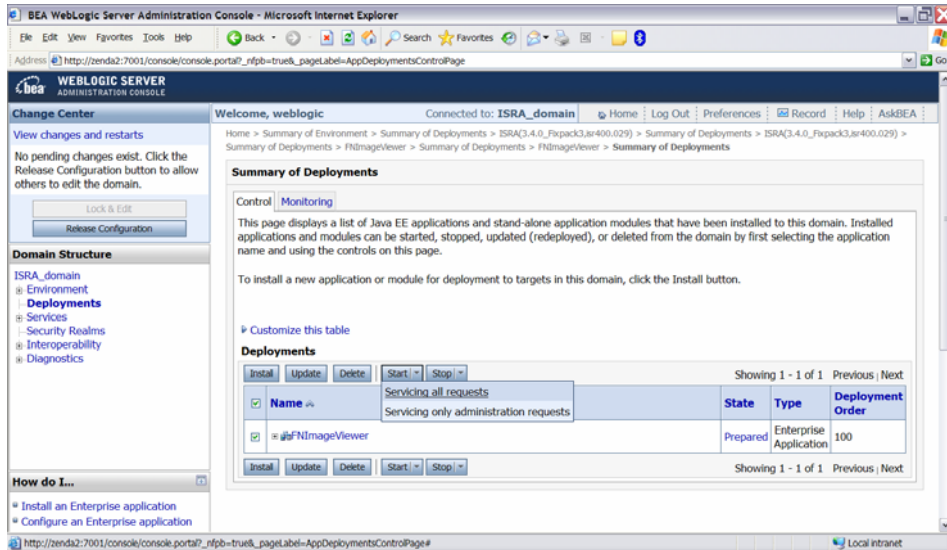 BEA WebLogic Server Administration Console - Microsoft Internet Explorer
File Edit View Favorites Tools Help
Back Search Favorites
Address http://zenda2:7001/console/console.portal?_nfpb=true&_pageLabel=AppDeploymentsControlPage Go
bea WEBLOGIC SERVER
ADMINISTRATION CONSOLE
Change Center
View changes and restarts
No pending changes exist. Click the
Release Configuration button to allow
others to edit the domain.
Lock & Edit
Release Configuration
Domain Structure
ISRA_domain
Environment
Deployments
Services
Security Realms
Interoperability
Diagnostics
How do I...
Install an Enterprise application
Configure an Enterprise application
Welcome, weblogic Connected to: ISRA_domain Home Log Out Preferences Record Help AskBEA
Home > Summary of Environment > Summary of Deployments > ISRA(3.4.0_Fixpack3,isr400.029) > Summary of Deployments > ISRA(3.4.0_Fixpack3,isr400.029) >
Summary of Deployments > FNImageViewer > Summary of Deployments > FNImageViewer > Summary of Deployments
Summary of Deployments
Control Monitoring
This page displays a list of Java EE applications and stand-alone application modules that have been installed to this domain. Installed
applications and modules can be started, stopped, updated (redeployed), or deleted from the domain by first selecting the application
name and using the controls on this page.
To install a new application or module for deployment to targets in this domain, click the Install button.
Customize this table
Deployments
Install Update Delete Start Stop Showing 1 - 1 of 1 Previous | Next
Servicing all requests
Servicing only administration requests
Name State Type Deployment Order
FNImageViewer Prepared Enterprise Application 100
Install Update Delete Start Stop Showing 1 - 1 of 1 Previous | Next
http://zenda2:7001/console/console.portal?_nfpb=true&_pageLabel=AppDeploymentsControlPage# Local intranet